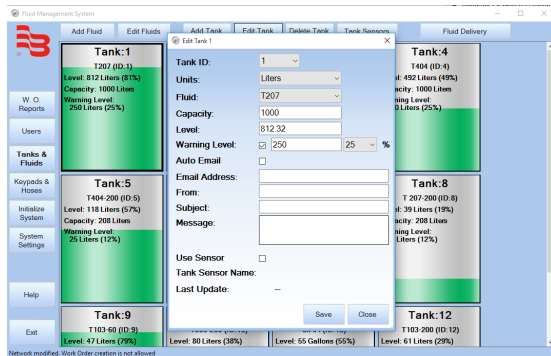 Fluid Management System
Add Fluid Edit Fluids Add Tank Edit Tank Delete Tank Tank Sensors Fluid Delivery
W. O. Reports
Users
Tanks & Fluids
Keypads & Hoses
Initialize System
System Settings
Help
Exit
Tank:1
T207 (ID:1)
Level: 812 Liters (81%)
Capacity: 1000 Liters
Warning Level:
250 Liters (25%)
Tank:4
T404 (ID:4)
el: 492 Liters (49%)
acity: 1000 Liters
Warning Level:
0 Liters (25%)
Tank:5
T404-200 (ID:5)
Level: 118 Liters (57%)
Capacity: 208 Liters
Warning Level:
25 Liters (12%)
Tank:8
T 207-200 (ID:8)
el: 39 Liters (19%)
acity: 208 Liters
Warning Level:
Liters (12%)
Tank:9
T103-60 (ID:9)
Level: 47 Liters (79%)
Level: 80 Liters (38%)
Level: 55 Gallons (55%)
Tank:12
T103-200 (ID:12)
Level: 61 Liters (29%)
Edit Tank 1
Tank ID: 1
Units: Liters
Fluid: T207
Capacity: 1000
Level: 812.32
Warning Level: 250 25 %
Auto Email
Email Address:
From:
Subject:
Message:
Use Sensor
Tank Sensor Name:
Last Update: --
Save Close
Network modified. Work Order creation is not allowed